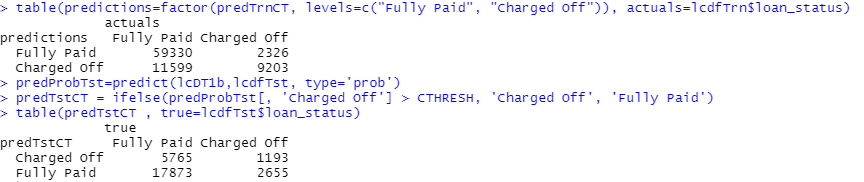 > table(predictions=factor(predTrnCT, levels=c("Fully Paid", "Charged Off")), actuals=lcdfTrn$loan_status)
actuals
predictions Fully Paid Charged Off
Fully Paid 59330 2326
Charged Off 11599 9203
> predProbTst=predict(lcDT1b,lcdfTst, type='prob')
> predTstCT = ifelse(predProbTst[, 'Charged Off'] > CTHRESH, 'Charged Off', 'Fully Paid')
> table(predTstCT , true=lcdfTst$loan_status)
true
predTstCT Fully Paid Charged Off
Charged Off 5765 1193
Fully Paid 17873 2655